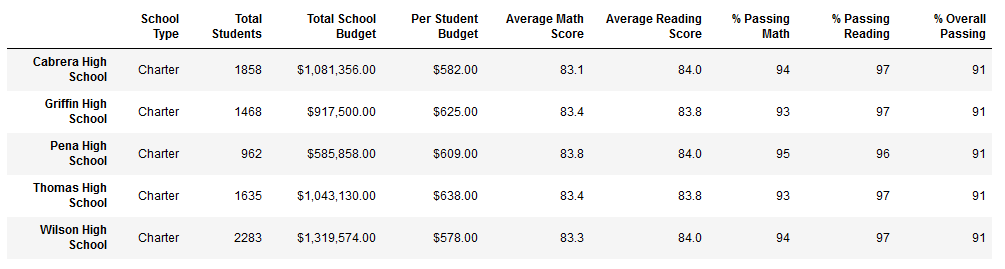 School Type Total Students Total School Budget Per Student Budget Average Math Score Average Reading Score % Passing Math % Passing Reading % Overall Passing
Cabrera High School Charter 1858 $1,081,356.00 $582.00 83.1 84.0 94 97 91
Griffin High School Charter 1468 $917,500.00 $625.00 83.4 83.8 93 97 91
Pena High School Charter 962 $585,858.00 $609.00 83.8 84.0 95 96 91
Thomas High School Charter 1635 $1,043,130.00 $638.00 83.4 83.8 93 97 91
Wilson High School Charter 2283 $1,319,574.00 $578.00 83.3 84.0 94 97 91